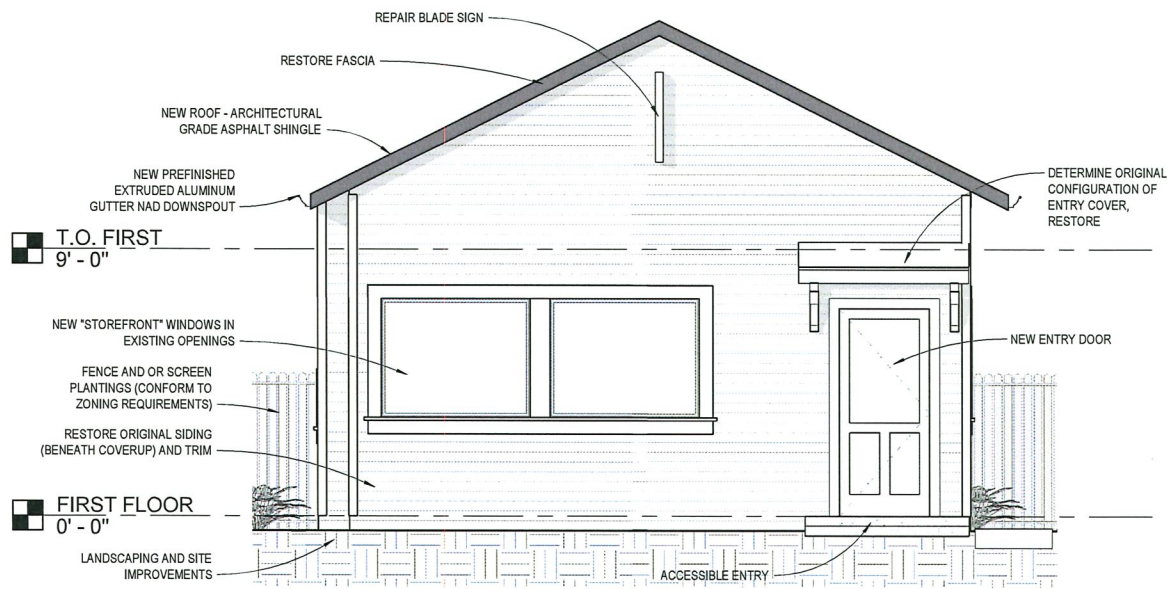 REPAIR BLADE SIGN
RESTORE FASCIA
NEW ROOF - ARCHITECTURAL
GRADE ASPHALT SHINGLE
NEW PREFINISHED
EXTRUDED ALUMINUM
GUTTER NAD DOWNSPOUT
DETERMINE ORIGINAL
CONFIGURATION OF
ENTRY COVER,
RESTORE
T.O. FIRST
9' - 0"
NEW "STOREFRONT" WINDOWS IN
EXISTING OPENINGS
NEW ENTRY DOOR
FENCE AND OR SCREEN
PLANTINGS (CONFORM TO
ZONING REQUIREMENTS)
RESTORE ORIGINAL SIDING
(BENEATH COVERUP) AND TRIM
FIRST FLOOR
0' - 0"
LANDSCAPING AND SITE
IMPROVEMENTS
ACCESSIBLE ENTRY